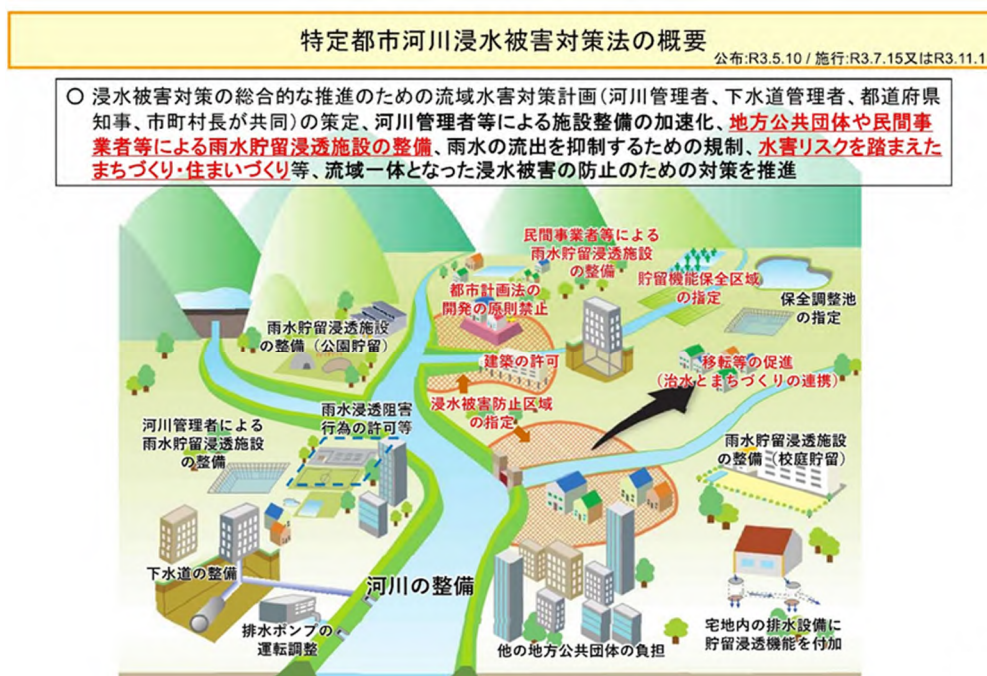 特定都市河川浸水被害対策法の概要
公布:R3.5.10 / 施行:R3.7.15又はR3.11.1
○ 浸水被害対策の総合的な推進のための流域水害対策計画(河川管理者、下水道管理者、都道府県
知事、市町村長が共同)の策定、河川管理者等による施設整備の加速化、地方公共団体や民間事
業者等による雨水貯留浸透施設の整備、雨水の流出を抑制するための規制、水害リスクを踏まえた
まちづくり・住まいづくり等、流域一体となった浸水被害の防止のための対策を推進
民間事業者等による
雨水貯留浸透施設
の整備
貯留機能保全区域
の指定
都市計画法の
開発の原則禁止
保全調整池
の指定
雨水貯留浸透施設
の整備(公園貯留)
建築の許可
移転等の促進
(治水とまちづくりの連携)
浸水被害防止区域
の指定
雨水浸透阻害
行為の許可等
河川管理者による
雨水貯留浸透施設
の整備
雨水貯留浸透施設
の整備(校庭貯留)
下水道の整備
河川の整備
排水ポンプの
運転調整
他の地方公共団体の負担
宅地内の排水設備に
貯留浸透機能を付加